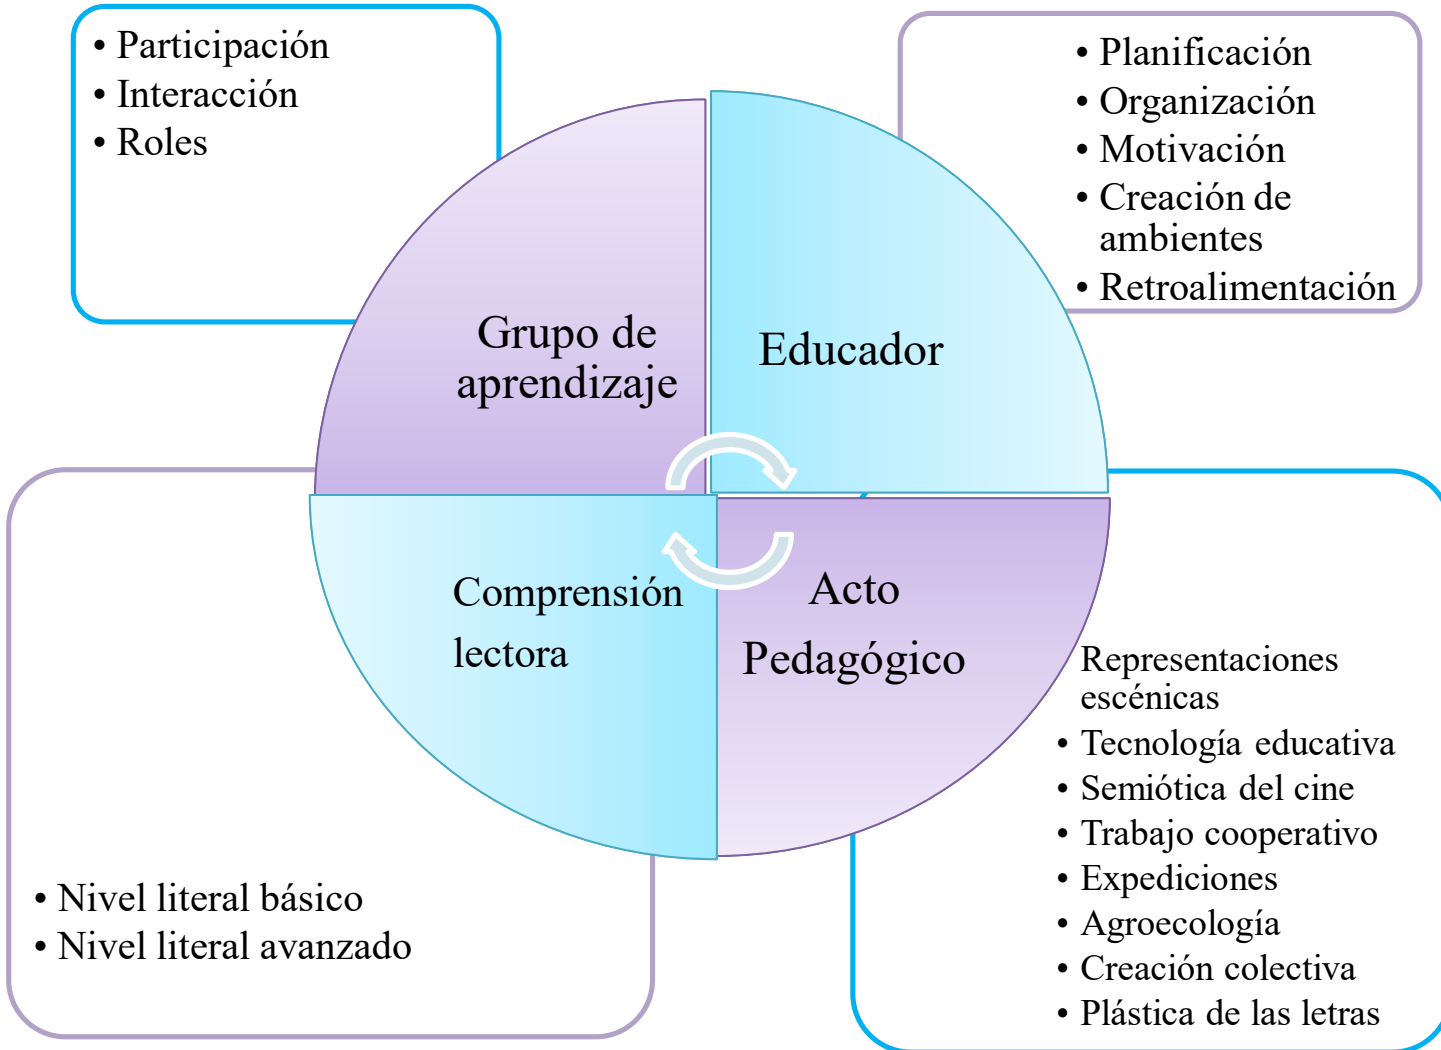 • Participación
• Interacción
• Roles
• Planificación
• Organización
• Motivación
• Creación de
ambientes
• Retroalimentación
Grupo de
aprendizaje
Educador
Comprensión
lectora
Acto
Pedagógico
• Nivel literal básico
• Nivel literal avanzado
Representaciones
escénicas
• Tecnología educativa
• Semiótica del cine
• Trabajo cooperativo
• Expediciones
• Agroecología
• Creación colectiva
• Plástica de las letras